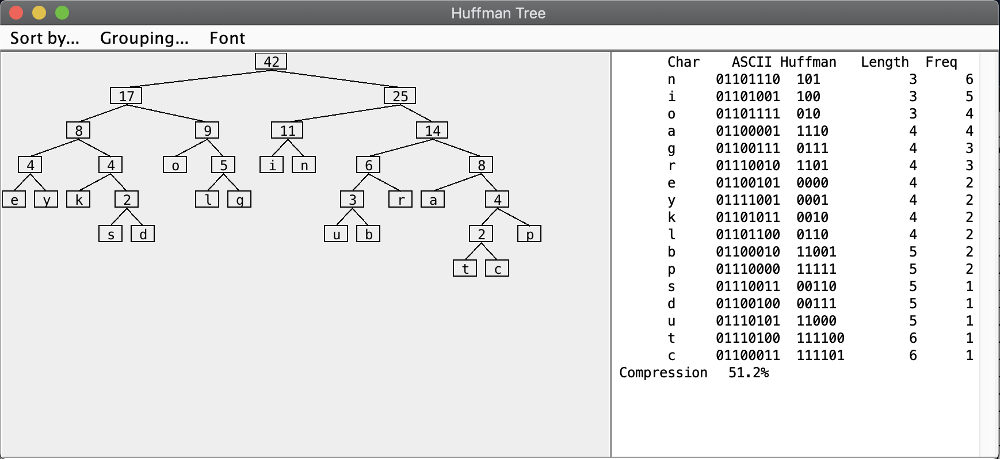 Huffman Tree
Sort by... Grouping... Font
42
17 25
8 9 11 14
4 4 o 5 i n 6 8
e y k 2 l g 3 r a 4
s d u b 2 p
t c
Char ASCII Huffman Length Freq
n 01101110 101 3 6
i 01101001 100 3 5
o 01101111 010 3 4
a 01100001 1110 4 4
g 01100111 0111 4 3
r 01110010 1101 4 3
e 01100101 0000 4 2
y 01111001 0001 4 2
k 01101011 0010 4 2
l 01101100 0110 4 2
b 01100010 11001 5 2
p 01110000 11111 5 2
s 01110011 00110 5 1
d 01100100 00111 5 1
u 01110101 11000 5 1
t 01110100 111100 6 1
c 01100011 111101 6 1
Compression 51.2%